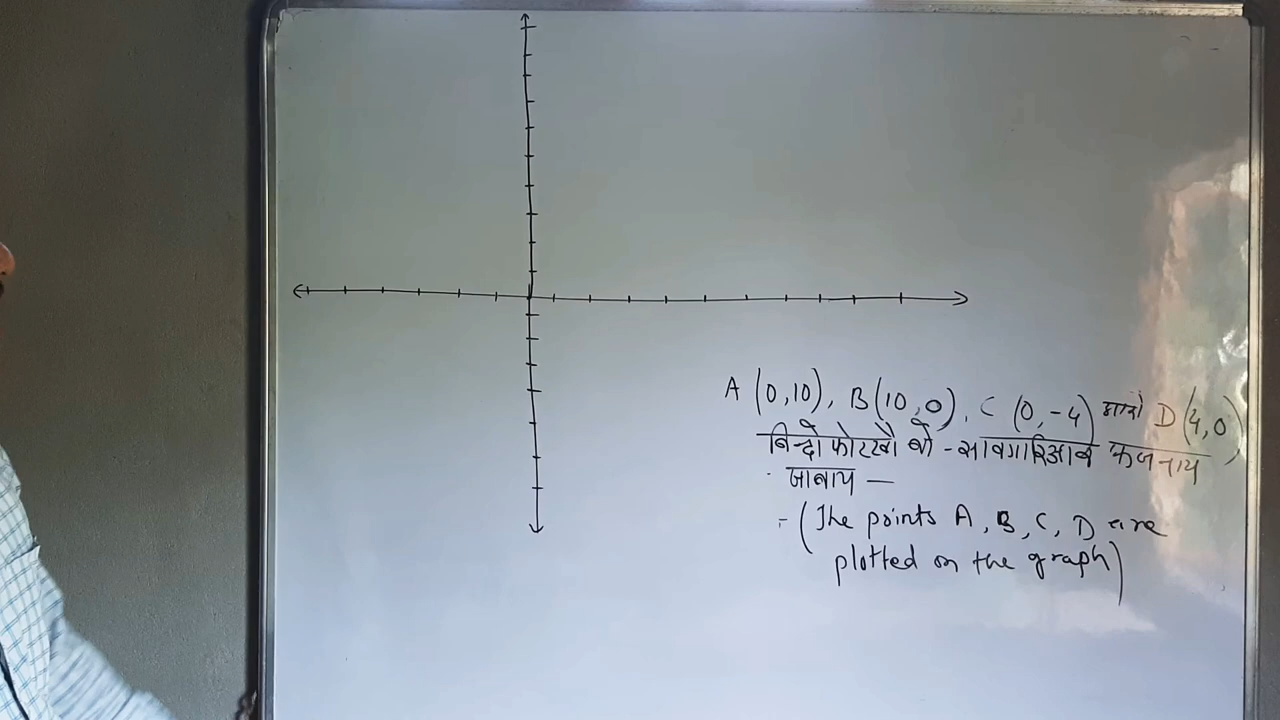 A (0,10), B(10,0), C (0,-4) आरो D(4,0)
बिन्दो फोरखौ बो -सावगारिआव फजनाय
जाबाय —
- (The points A, B, C, D are
plotted on the graph)